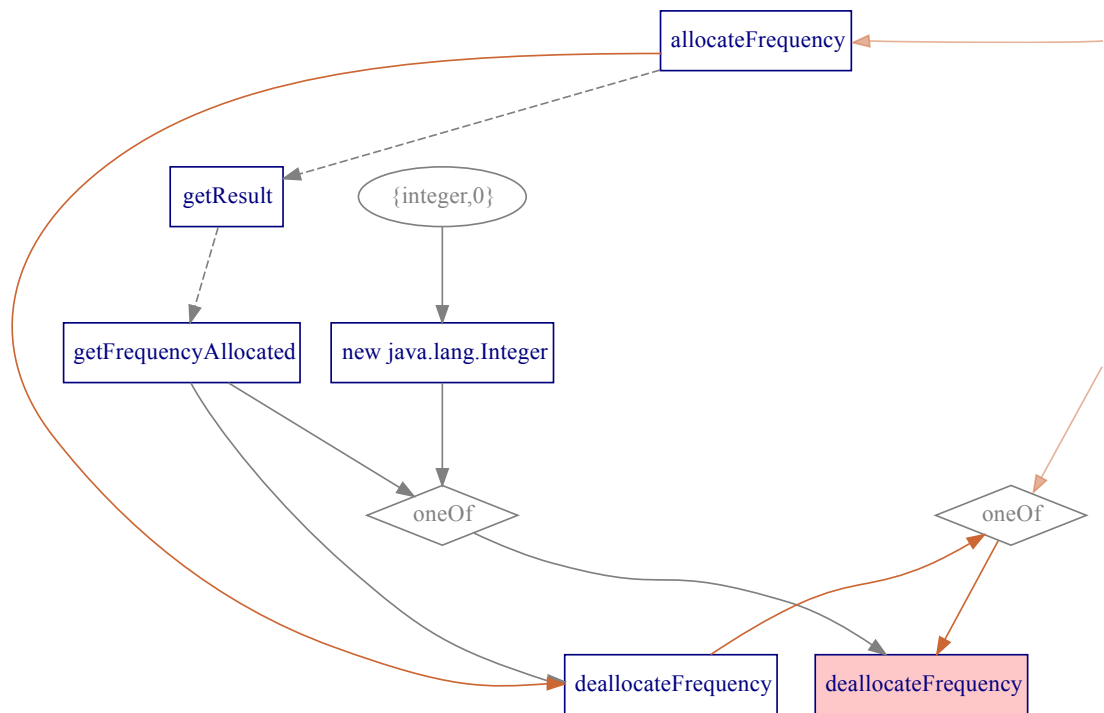 allocateFrequency
getResult
{integer,0}
getFrequencyAllocated
new java.lang.Integer
oneOf
oneOf
deallocateFrequency
deallocateFrequency